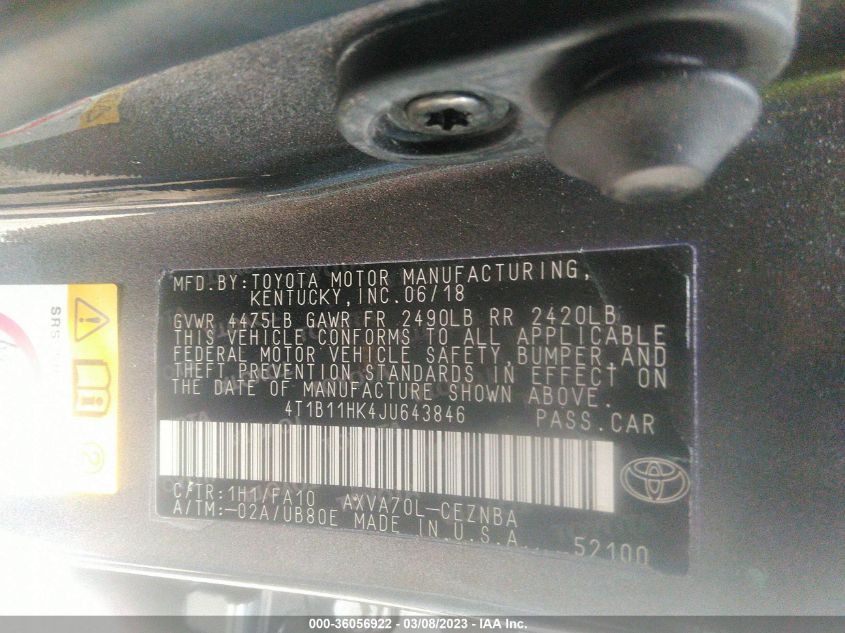 MFD.BY:TOYOTA MOTOR MANUFACTURING,
KENTUCKY,INC.06/18
GVWR 4475LB GAWR FR 2490LB RR 2420LB
THIS VEHICLE CONFORMS TO ALL APPLICABLE
FEDERAL MOTOR VEHICLE SAFETY,BUMPER,AND
THEFT PREVENTION STANDARDS IN EFFECT ON
THE DATE OF MANUFACTURE SHOWN ABOVE.
4T1B11HK4JU643846 PASS.CAR
C/TR:1H1/FA10 AXVA70L-CEZNBA
A/TM:-02A/UB80E MADE IN U.S.A.
52100
SRS
2
000-36056922 — 03/08/2023 — IAA Inc.